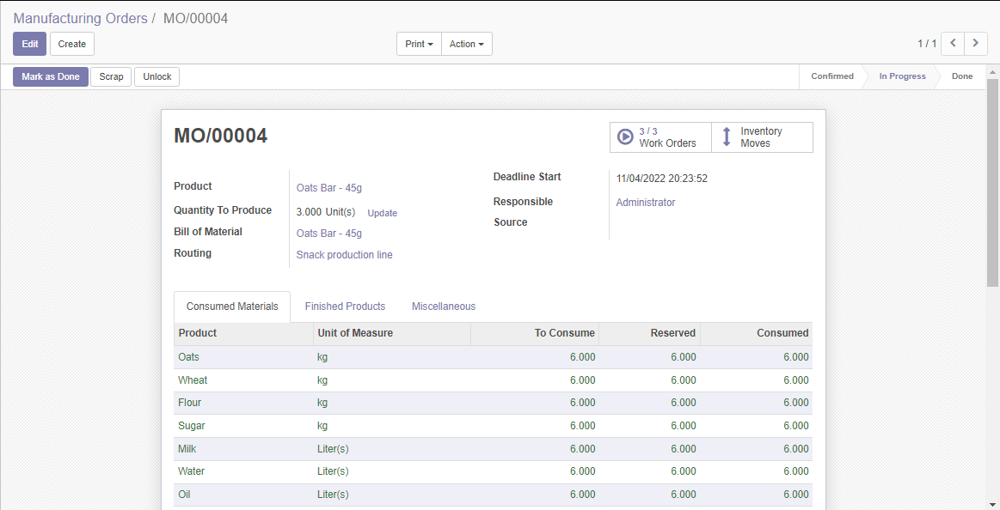 Manufacturing Orders / MO/00004
Edit Create Print Action 1 / 1
Mark as Done Scrap Unlock Confirmed In Progress Done
MO/00004
3 / 3
Work Orders
Inventory
Moves
Product Oats Bar - 45g
Quantity To Produce 3.000 Unit(s) Update
Bill of Material Oats Bar - 45g
Routing Snack production line
Deadline Start 11/04/2022 20:23:52
Responsible Administrator
Source
Consumed Materials Finished Products Miscellaneous
Product Unit of Measure To Consume Reserved Consumed
Oats kg 6.000 6.000 6.000
Wheat kg 6.000 6.000 6.000
Flour kg 6.000 6.000 6.000
Sugar kg 6.000 6.000 6.000
Milk Liter(s) 6.000 6.000 6.000
Water Liter(s) 6.000 6.000 6.000
Oil Liter(s) 6.000 6.000 6.000